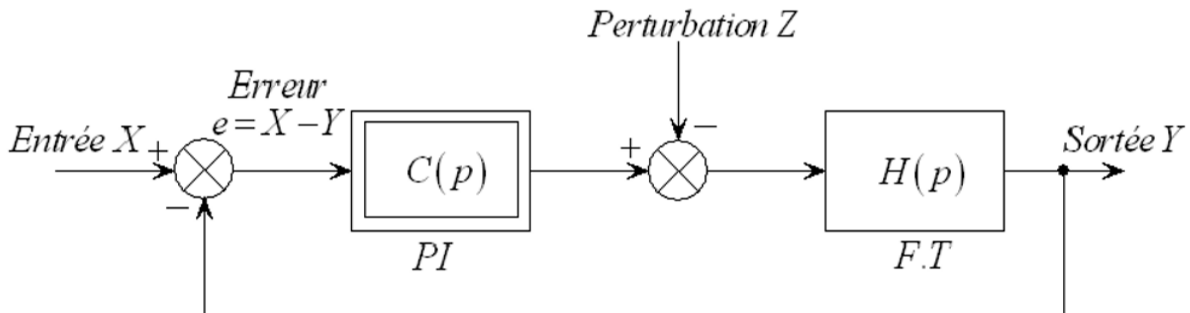 Perturbation Z
Erreur
e=X−Y
Entrée X
+
−
C(p)
PI
+
−
H(p)
F.T
Sortée Y